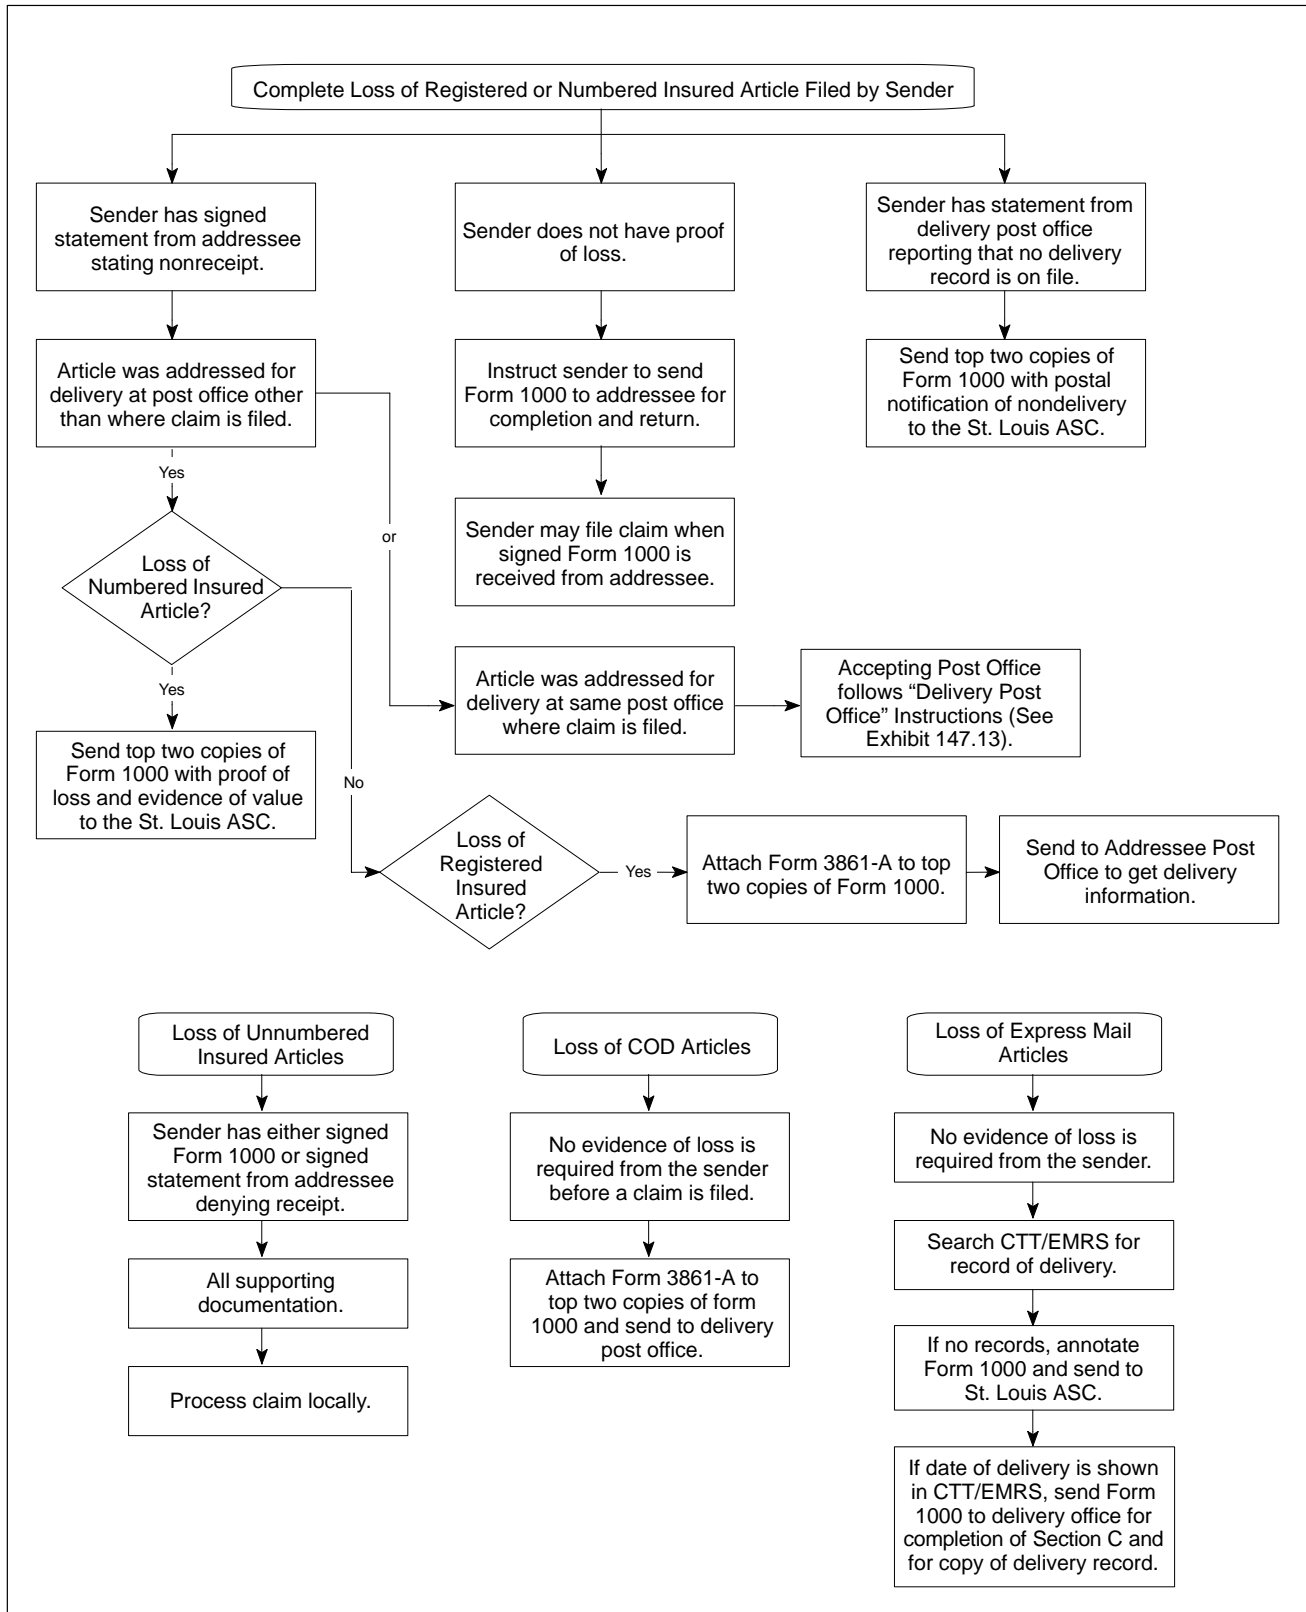 Complete Loss of Registered or Numbered Insured Article Filed by Sender
Sender has signed
statement from addressee
stating nonreceipt.
Sender does not have proof
of loss.
Sender has statement from
delivery post office
reporting that no delivery
record is on file.
Article was addressed for
delivery at post office other
than where claim is filed.
Instruct sender to send
Form 1000 to addressee for
completion and return.
Send top two copies of
Form 1000 with postal
notification of nondelivery
to the St. Louis ASC.
Yes
or
Sender may file claim when
signed Form 1000 is
received from addressee.
Loss of
Numbered Insured
Article?
Yes
Article was addressed for
delivery at same post office
where claim is filed.
Accepting Post Office
follows “Delivery Post
Office” Instructions (See
Exhibit 147.13).
Send top two copies of
Form 1000 with proof of
loss and evidence of value
to the St. Louis ASC.
No
Loss of
Registered
Insured
Article?
Yes
Attach Form 3861-A to top
two copies of Form 1000.
Send to Addressee Post
Office to get delivery
information.
Loss of Unnumbered
Insured Articles
Sender has either signed
Form 1000 or signed
statement from addressee
denying receipt.
All supporting
documentation.
Process claim locally.
Loss of COD Articles
No evidence of loss is
required from the sender
before a claim is filed.
Attach Form 3861-A to
top two copies of form
1000 and send to delivery
post office.
Loss of Express Mail
Articles
No evidence of loss is
required from the sender.
Search CTT/EMRS for
record of delivery.
If no records, annotate
Form 1000 and send to
St. Louis ASC.
If date of delivery is shown
in CTT/EMRS, send Form
1000 to delivery office for
completion of Section C and
for copy of delivery record.